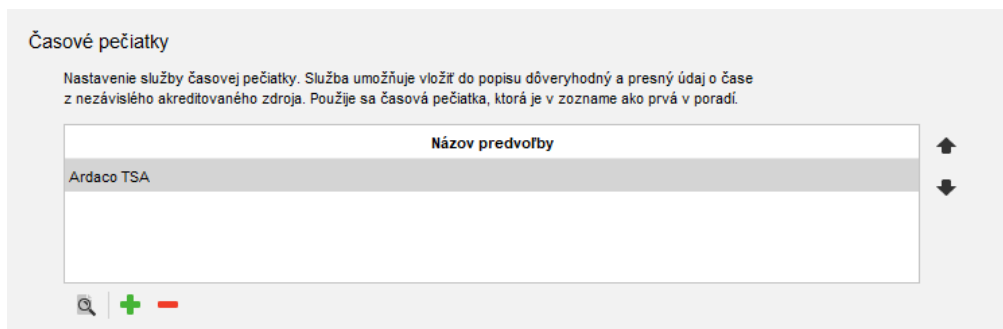 Časové pečiatky
Nastavenie služby časovej pečiatky. Služba umožňuje vložiť do popisu dôveryhodný a presný údaj o čase
z nezávislého akreditovaného zdroja. Použije sa časová pečiatka, ktorá je v zozname ako prvá v poradí.
Názov predvoľby
Ardaco TSA